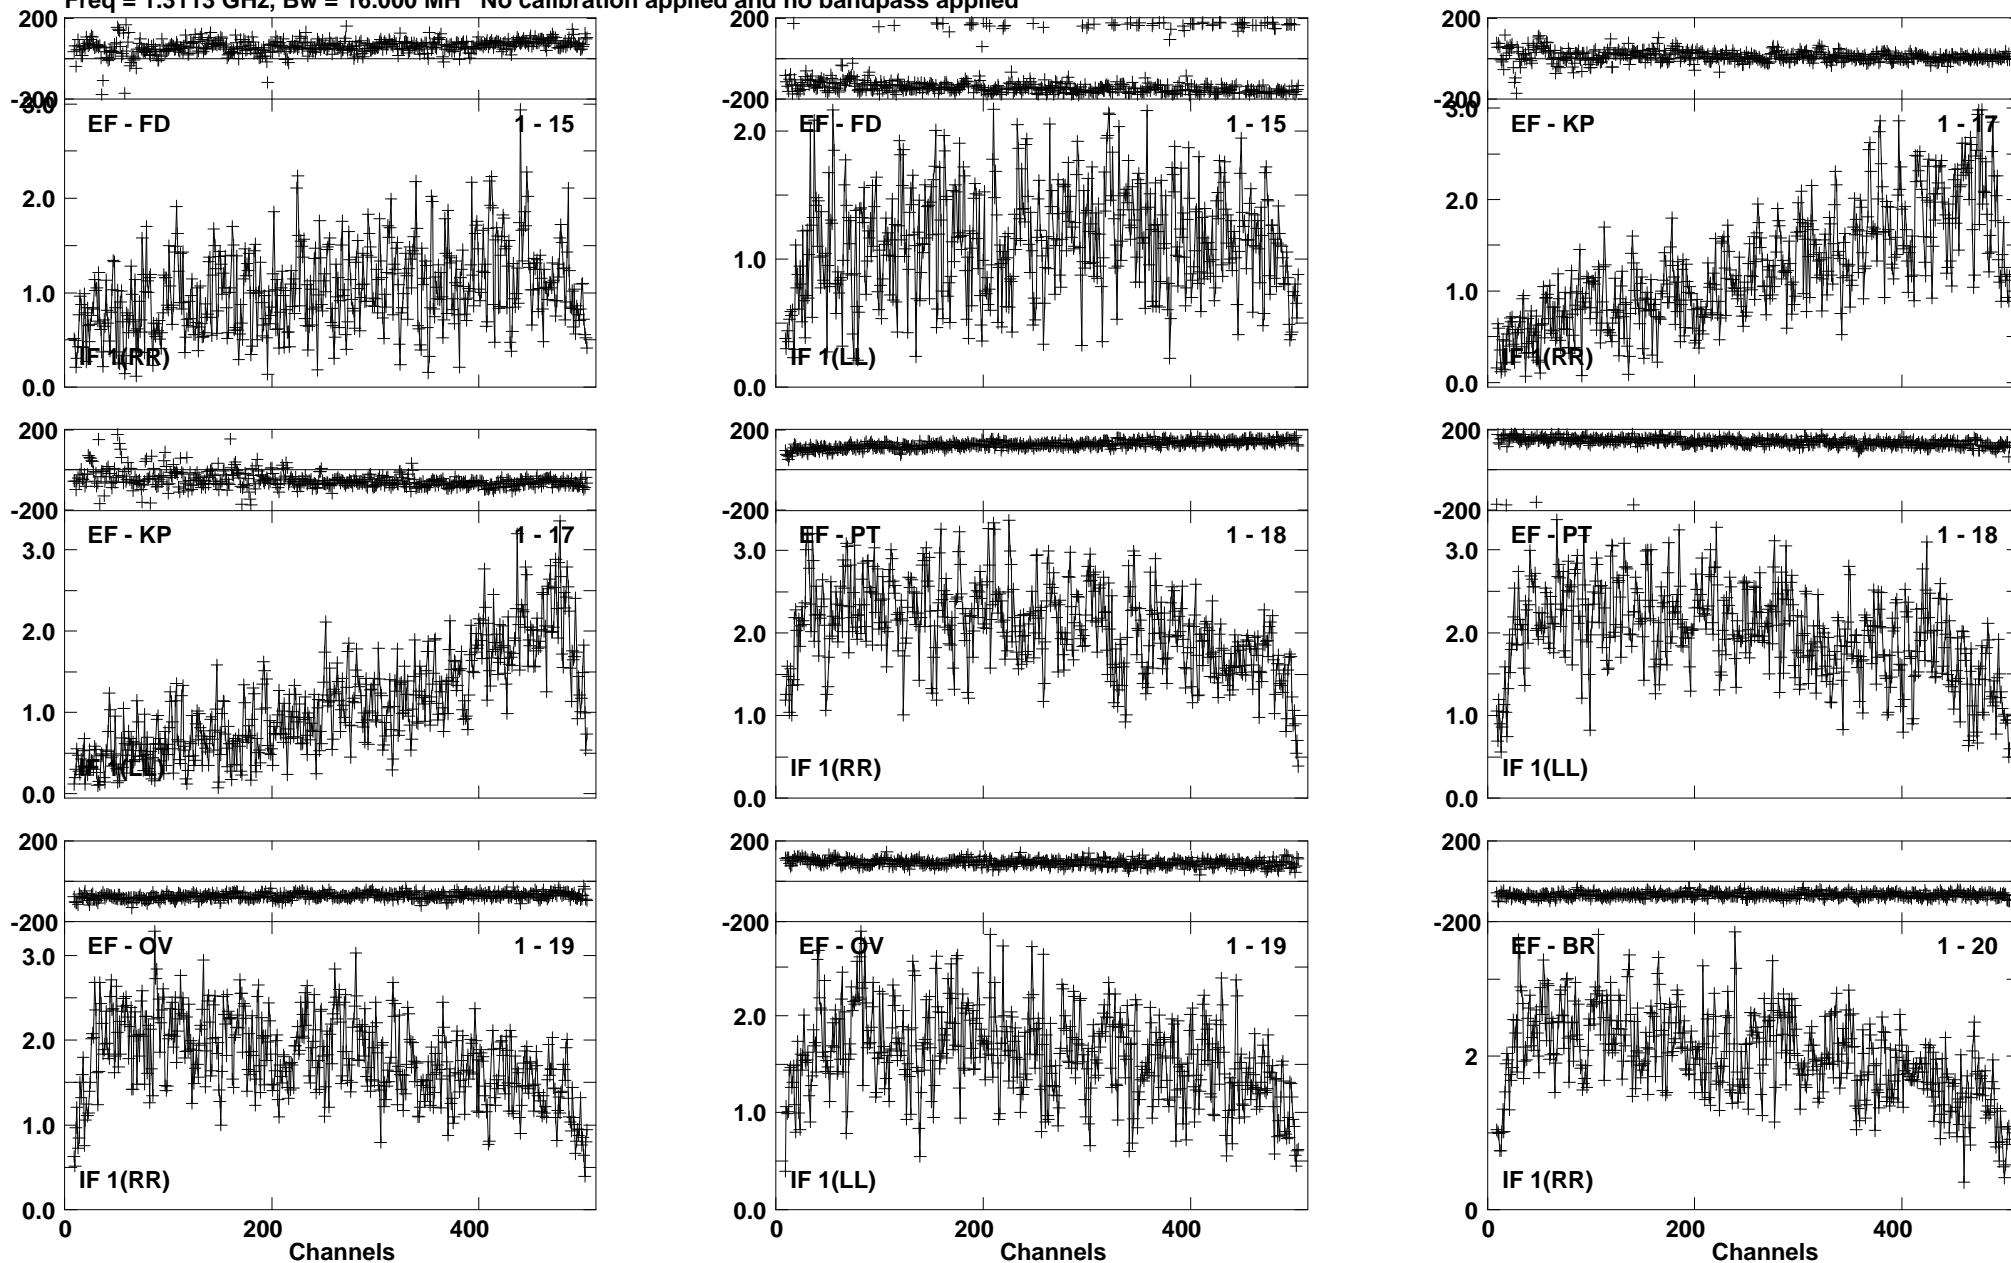 Freq = 1.3113 GHz, Bw = 16.000 MH No calibration applied and no bandpass applied
200 200 200
-200 -200 -200
3.0 EF - FD 1 - 15 EF - FD 1 - 15 3.0 EF - KP 1 - 17
2.0 2.0 2.0
1.0 1.0 1.0
IF 1(RR) IF 1(LL) IF 1(RR)
0.0 0.0 0.0
200 200 200
-200 -200 -200
EF - KP 1 - 17 EF - PT 1 - 18 EF - PT 1 - 18
3.0 3.0 3.0
2.0 2.0 2.0
1.0 1.0 1.0
IF 1(LL) IF 1(RR) IF 1(LL)
0.0 0.0 0.0
200 200 200
-200 -200 -200
EF - OV 1 - 19 EF - OV 1 - 19 EF - BR 1 - 20
3.0
2.0 2.0 2
1.0 1.0
IF 1(RR) IF 1(LL) IF 1(RR)
0.0 0.0 0
0 200 400 0 200 400 0 200 400
Channels Channels Channels